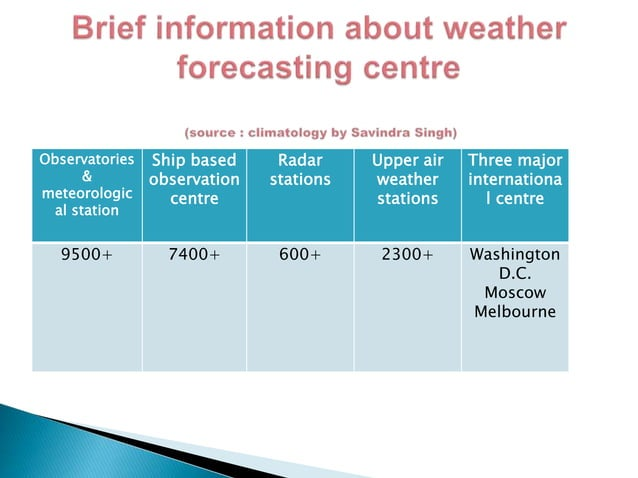 Brief information about weather
forecasting centre
(source : climatology by Savindra Singh)
Observatories
&
meteorologic
al station
Ship based
observation
centre
Radar
stations
Upper air
weather
stations
Three major
internationa
l centre
9500+
7400+
600+
2300+
Washington
D.C.
Moscow
Melbourne